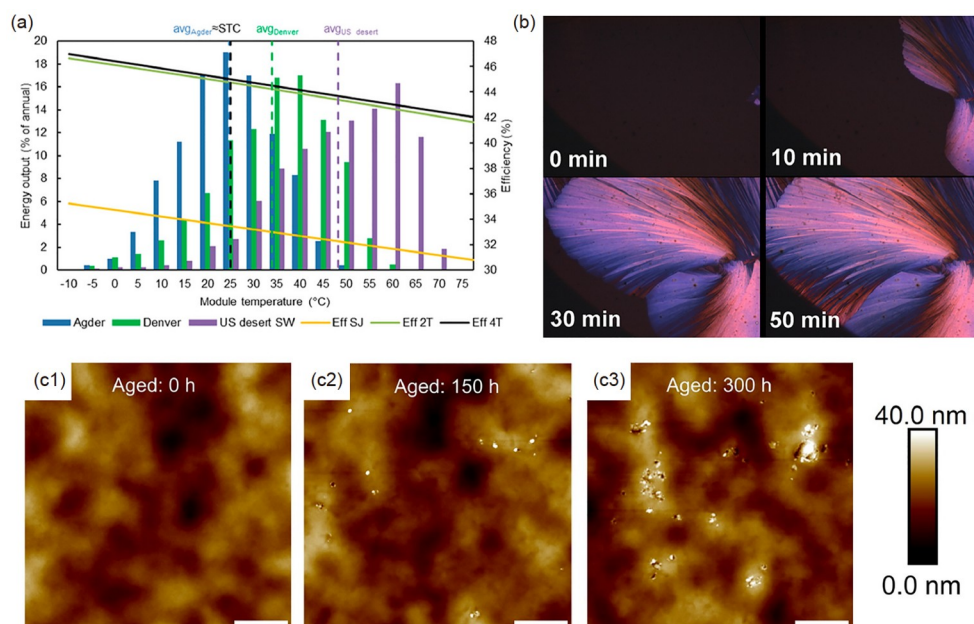 (a)
avgAgder≈STC avgDenver avgUS desert
20
18
16
14
12
10
8
6
4
2
0
Energy output (% of annual)
48
46
44
42
40
38
36
34
32
30
Efficiency (%)
-10 -5 0 5 10 15 20 25 30 35 40 45 50 55 60 65 70 75
Module temperature (°C)
Agder Denver US desert SW Eff SJ Eff 2T Eff 4T
(b)
0 min
10 min
30 min
50 min
(c1)
Aged: 0 h
(c2)
Aged: 150 h
(c3)
Aged: 300 h
40.0 nm
0.0 nm